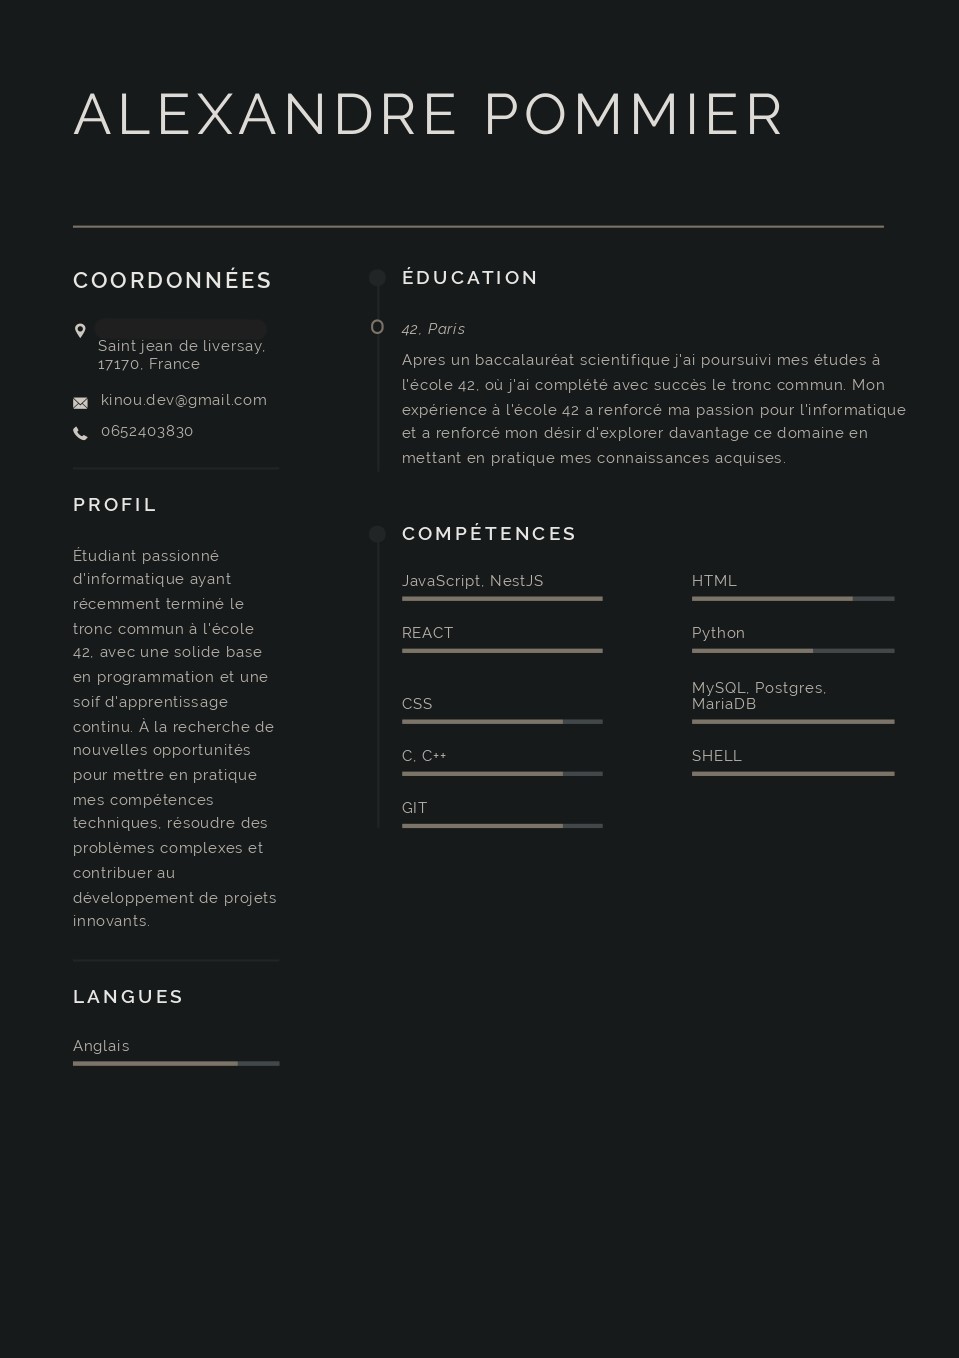 ALEXANDRE POMMIER
COORDONNÉES
Saint jean de liversay,
17170, France
kinou.dev@gmail.com
0652403830
PROFIL
Étudiant passionné
d'informatique ayant
récemment terminé le
tronc commun à l'école
42, avec une solide base
en programmation et une
soif d'apprentissage
continu. À la recherche de
nouvelles opportunités
pour mettre en pratique
mes compétences
techniques, résoudre des
problèmes complexes et
contribuer au
développement de projets
innovants.
LANGUES
Anglais
ÉDUCATION
42, Paris
Apres un baccalauréat scientifique j'ai poursuivi mes études à
l'école 42, où j'ai complété avec succès le tronc commun. Mon
expérience à l'école 42 a renforcé ma passion pour l'informatique
et a renforcé mon désir d'explorer davantage ce domaine en
mettant en pratique mes connaissances acquises.
COMPÉTENCES
JavaScript, NestJS
HTML
REACT
Python
CSS
MySQL, Postgres,
MariaDB
C, C++
SHELL
GIT